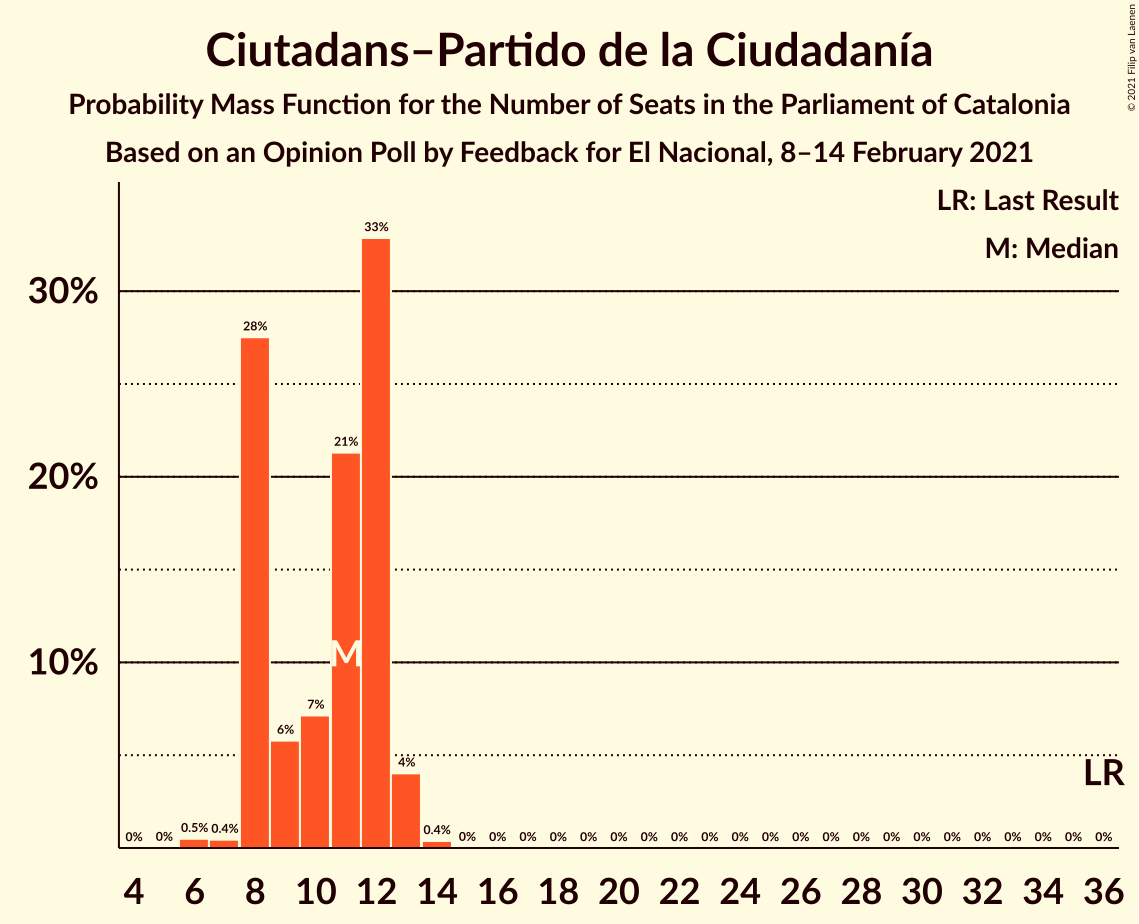 Ciutadans–Partido de la Ciudadanía
Probability Mass Function for the Number of Seats in the Parliament of Catalonia
Based on an Opinion Poll by Feedback for El Nacional, 8–14 February 2021
© 2021 Filip van Laenen
LR: Last Result
M: Median
30%
20%
10%
0% 0% 0.5% 0.4% 28% 6% 7% 21% 33% 4% 0.4% 0% 0% 0% 0% 0% 0% 0% 0% 0% 0% 0% 0% 0% 0% 0% 0% 0% 0% 0% 0% 0% 0%
M
LR
4 6 8 10 12 14 16 18 20 22 24 26 28 30 32 34 36